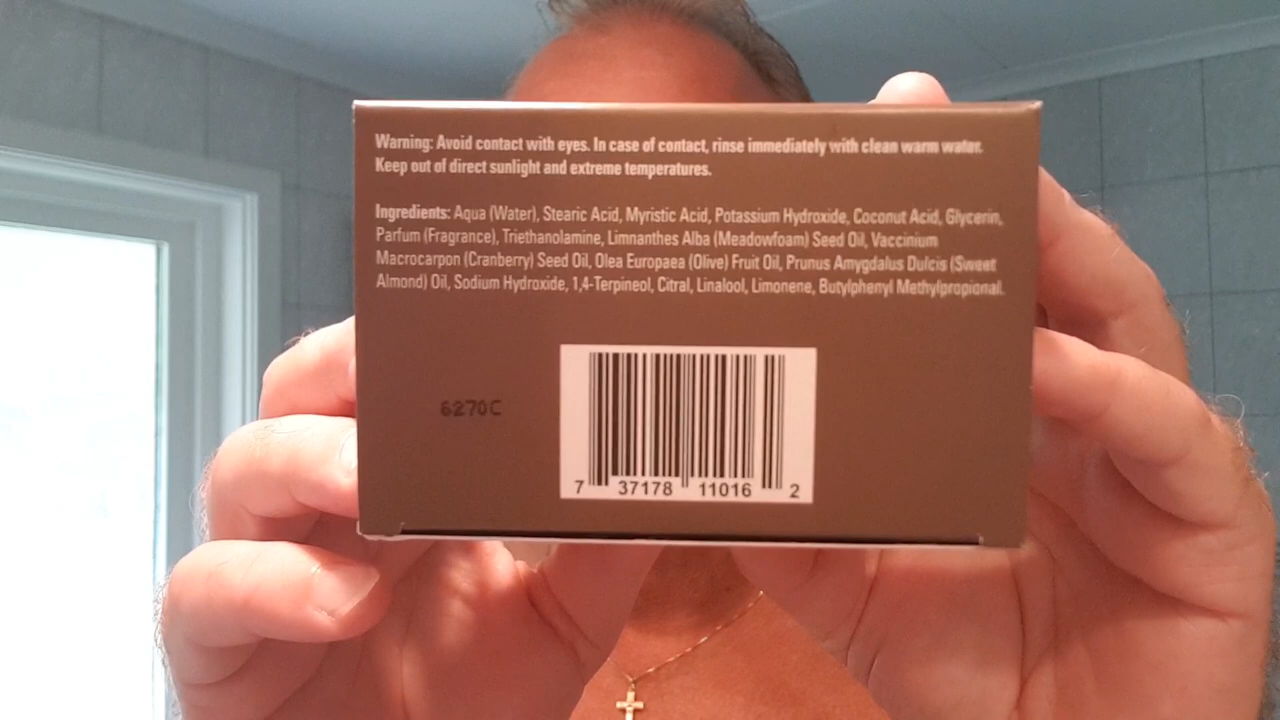 Warning: Avoid contact with eyes. In case of contact, rinse immediately with clean warm water.
Keep out of direct sunlight and extreme temperatures.
Ingredients: Aqua (Water), Stearic Acid, Myristic Acid, Potassium Hydroxide, Coconut Acid, Glycerin,
Parfum (Fragrance), Triethanolamine, Limnanthes Alba (Meadowfoam) Seed Oil, Vaccinium
Macrocarpon (Cranberry) Seed Oil, Olea Europaea (Olive) Fruit Oil, Prunus Amygdalus Dulcis (Sweet
Almond) Oil, Sodium Hydroxide, 1,4-Terpineol, Citral, Linalool, Limonene, Butylphenyl Methylpropional.
6270C
7 37178 11016 2